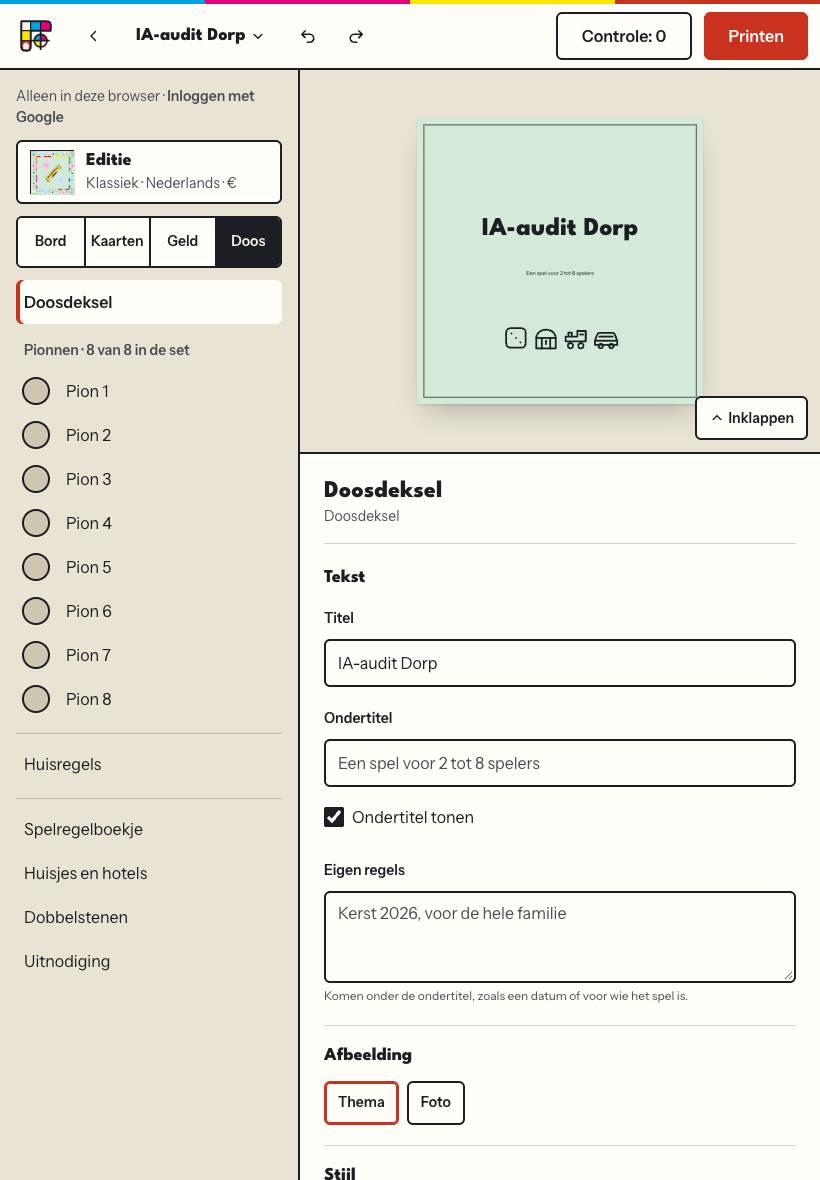 IA-audit Dorp
Controle: 0
Printen
Alleen in deze browser · Inloggen met
Google
Editie
Klassiek · Nederlands · €
Bord
Kaarten
Geld
Doos
Doosdeksel
Pionnen · 8 van 8 in de set
Pion 1
Pion 2
Pion 3
Pion 4
Pion 5
Pion 6
Pion 7
Pion 8
Huisregels
Spelregelboekje
Huisjes en hotels
Dobbelstenen
Uitnodiging
IA-audit Dorp
Een spel voor 2 tot 8 spelers
Inklappen
Doosdeksel
Doosdeksel
Tekst
Titel
IA-audit Dorp
Ondertitel
Een spel voor 2 tot 8 spelers
Ondertitel tonen
Eigen regels
Kerst 2026, voor de hele familie
Komen onder de ondertitel, zoals een datum of voor wie het spel is.
Afbeelding
Thema
Foto
Stijl